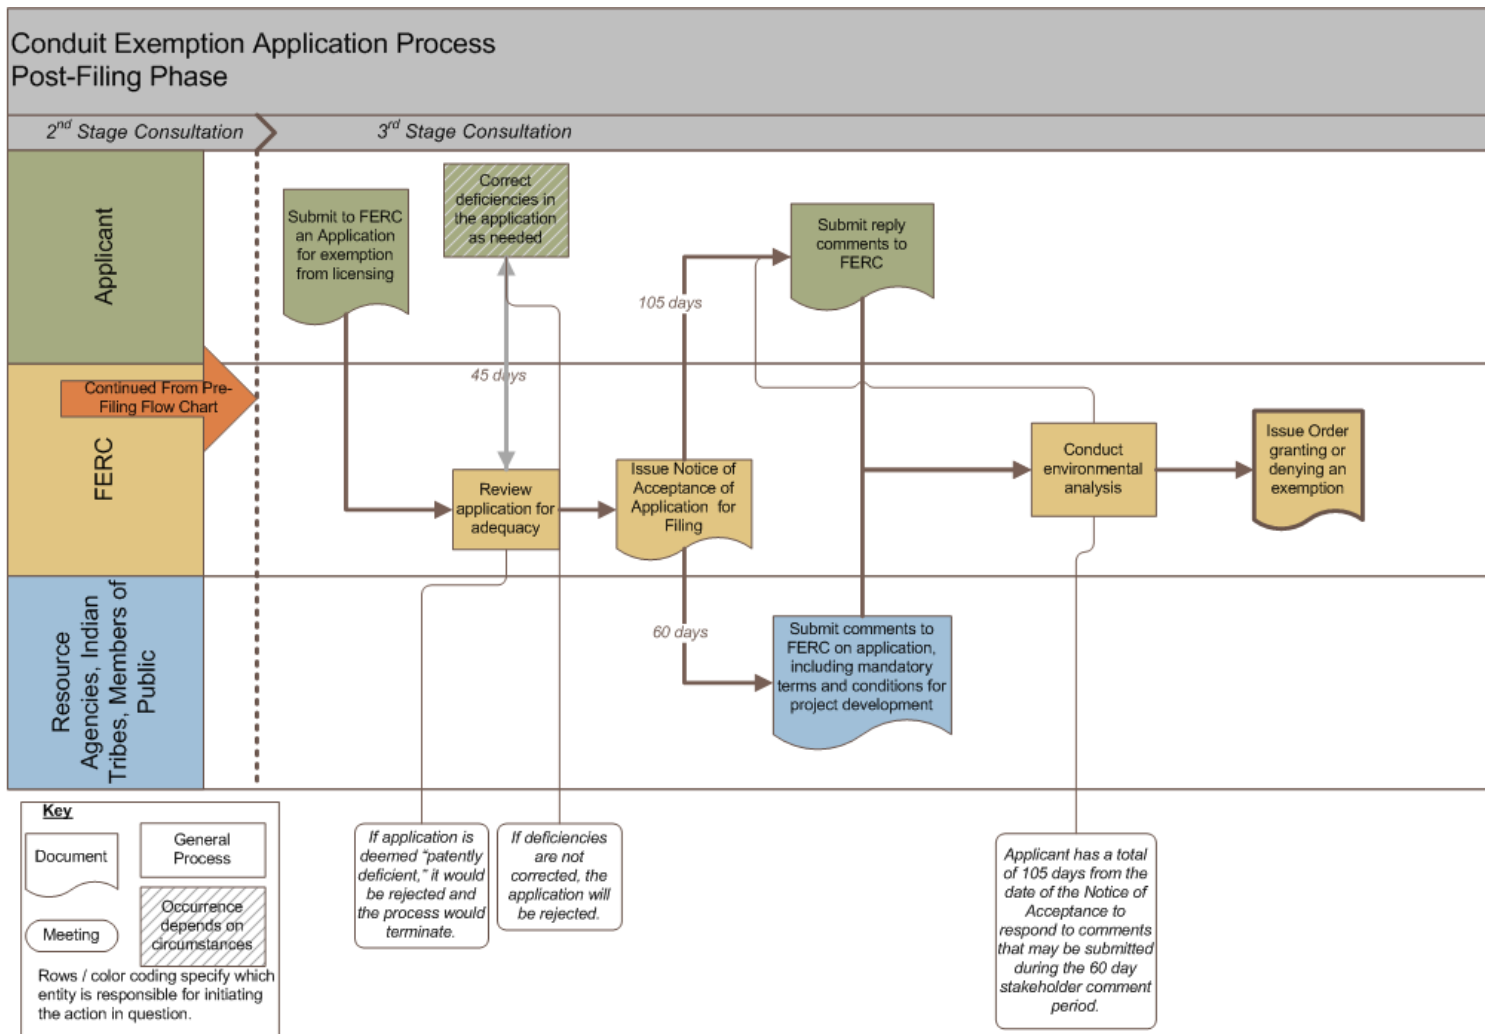 Conduit Exemption Application Process
Post-Filing Phase
2nd Stage Consultation
3rd Stage Consultation
Applicant
Submit to FERC
an Application
for exemption
from licensing
Correct
deficiencies in
the application
as needed
Submit reply
comments to
FERC
105 days
45 days
FERC
Continued From Pre-
Filing Flow Chart
Review
application for
adequacy
Issue Notice of
Acceptance of
Application for
Filing
Conduct
environmental
analysis
Issue Order
granting or
denying an
exemption
Resource
Agencies, Indian
Tribes, Members of
Public
60 days
Submit comments to
FERC on application,
including mandatory
terms and conditions for
project development
Key
Document
General
Process
Meeting
Occurrence
depends on
circumstances
Rows / color coding specify which
entity is responsible for initiating
the action in question.
If application is
deemed “patently
deficient,” it would
be rejected and
the process would
terminate.
If deficiencies
are not
corrected, the
application will
be rejected.
Applicant has a total
of 105 days from the
date of the Notice of
Acceptance to
respond to comments
that may be submitted
during the 60 day
stakeholder comment
period.